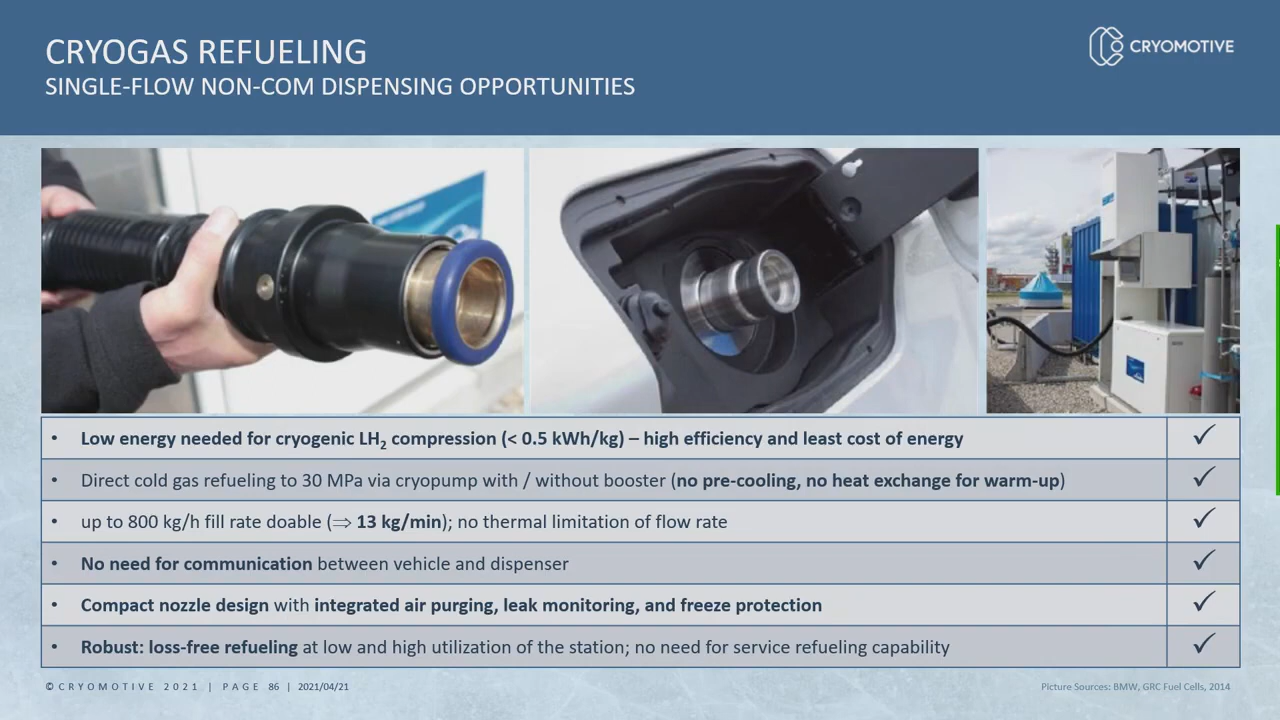 CRYOGAS REFUELING
SINGLE-FLOW NON-COM DISPENSING OPPORTUNITIES
CRYOMOTIVE
• Low energy needed for cryogenic LH₂ compression (< 0.5 kWh/kg) – high efficiency and least cost of energy ✓
• Direct cold gas refueling to 30 MPa via cryopump with / without booster (no pre-cooling, no heat exchange for warm-up) ✓
• up to 800 kg/h fill rate doable (⇒ 13 kg/min); no thermal limitation of flow rate ✓
• No need for communication between vehicle and dispenser ✓
• Compact nozzle design with integrated air purging, leak monitoring, and freeze protection ✓
• Robust: loss-free refueling at low and high utilization of the station; no need for service refueling capability ✓
© CRYOMOTIVE 2021 | PAGE 86 | 2021/04/21
Picture Sources: BMW, GRC Fuel Cells, 2014